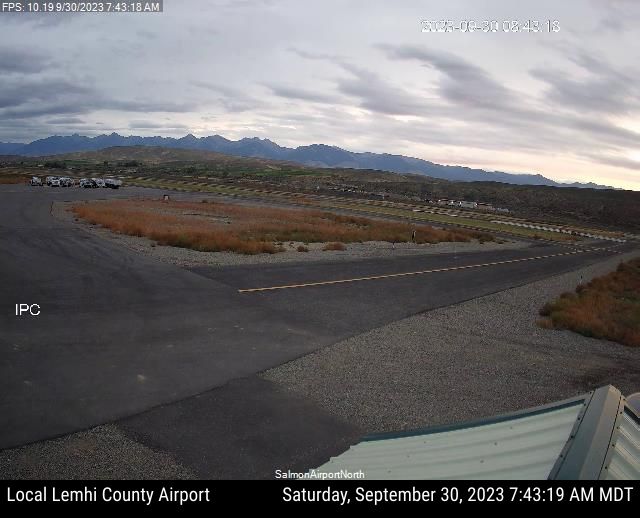 FPS: 10.19 9/30/2023 7:43:18 AM
2023-09-30 08:43:18
IPC
SalmonAirportNorth
Local Lemhi County Airport Saturday, September 30, 2023 7:43:19 AM MDT